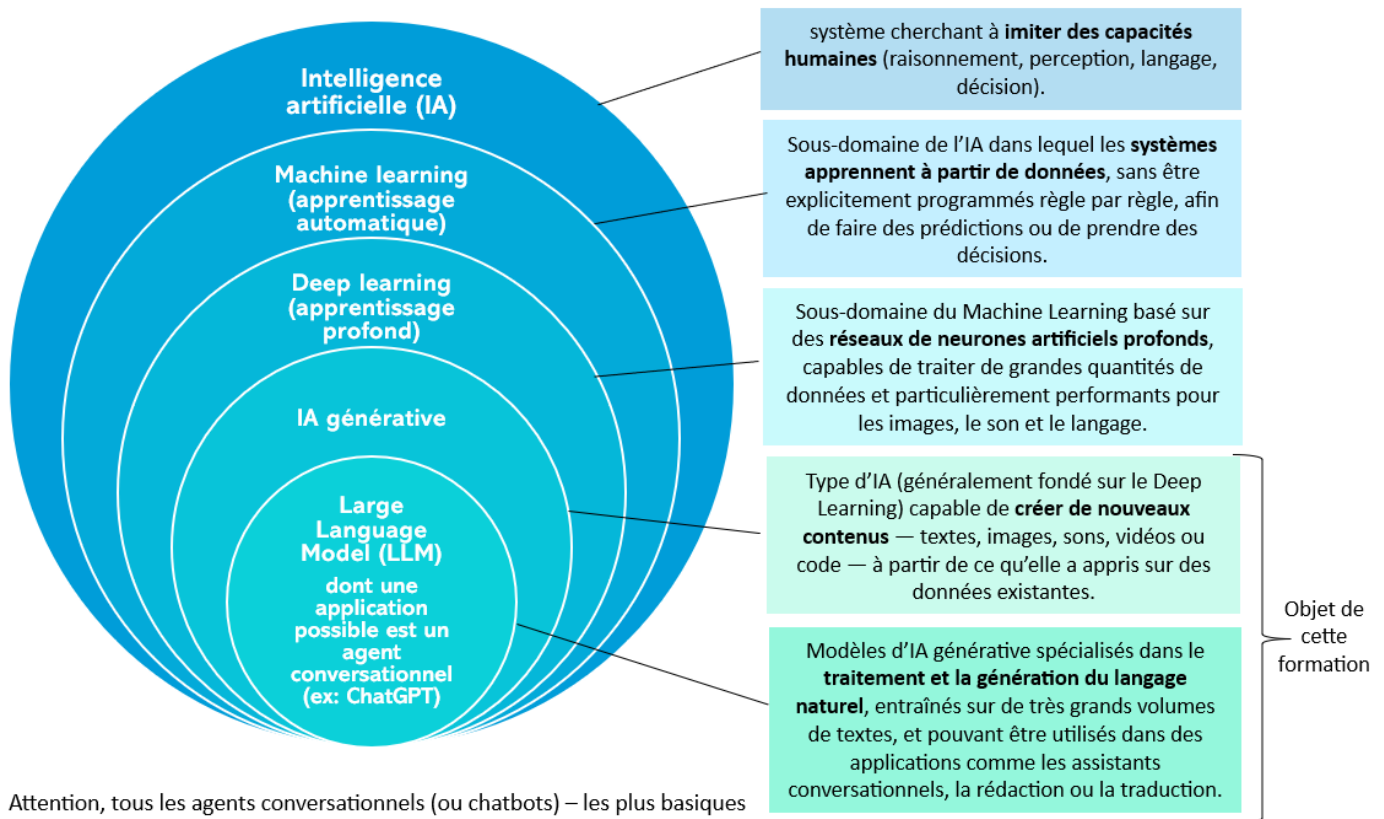 Intelligence
artificielle (IA)
Machine learning
(apprentissage
automatique)
Deep learning
(apprentissage
profond)
IA générative
Large
Language
Model (LLM)
dont une
application
possible est un
agent
conversationnel
(ex: ChatGPT)
système cherchant à imiter des capacités
humaines (raisonnement, perception, langage,
décision).
Sous-domaine de l’IA dans lequel les systèmes
apprennent à partir de données, sans être
explicitement programmés règle par règle, afin
de faire des prédictions ou de prendre des
décisions.
Sous-domaine du Machine Learning basé sur
des réseaux de neurones artificiels profonds,
capables de traiter de grandes quantités de
données et particulièrement performants pour
les images, le son et le langage.
Type d’IA (généralement fondé sur le Deep
Learning) capable de créer de nouveaux
contenus — textes, images, sons, vidéos ou
code — à partir de ce qu’elle a appris sur des
données existantes.
Modèles d’IA générative spécialisés dans le
traitement et la génération du langage
naturel, entraînés sur de très grands volumes
de textes, et pouvant être utilisés dans des
applications comme les assistants
conversationnels, la rédaction ou la traduction.
Objet de
cette
formation
Attention, tous les agents conversationnels (ou chatbots) – les plus basiques